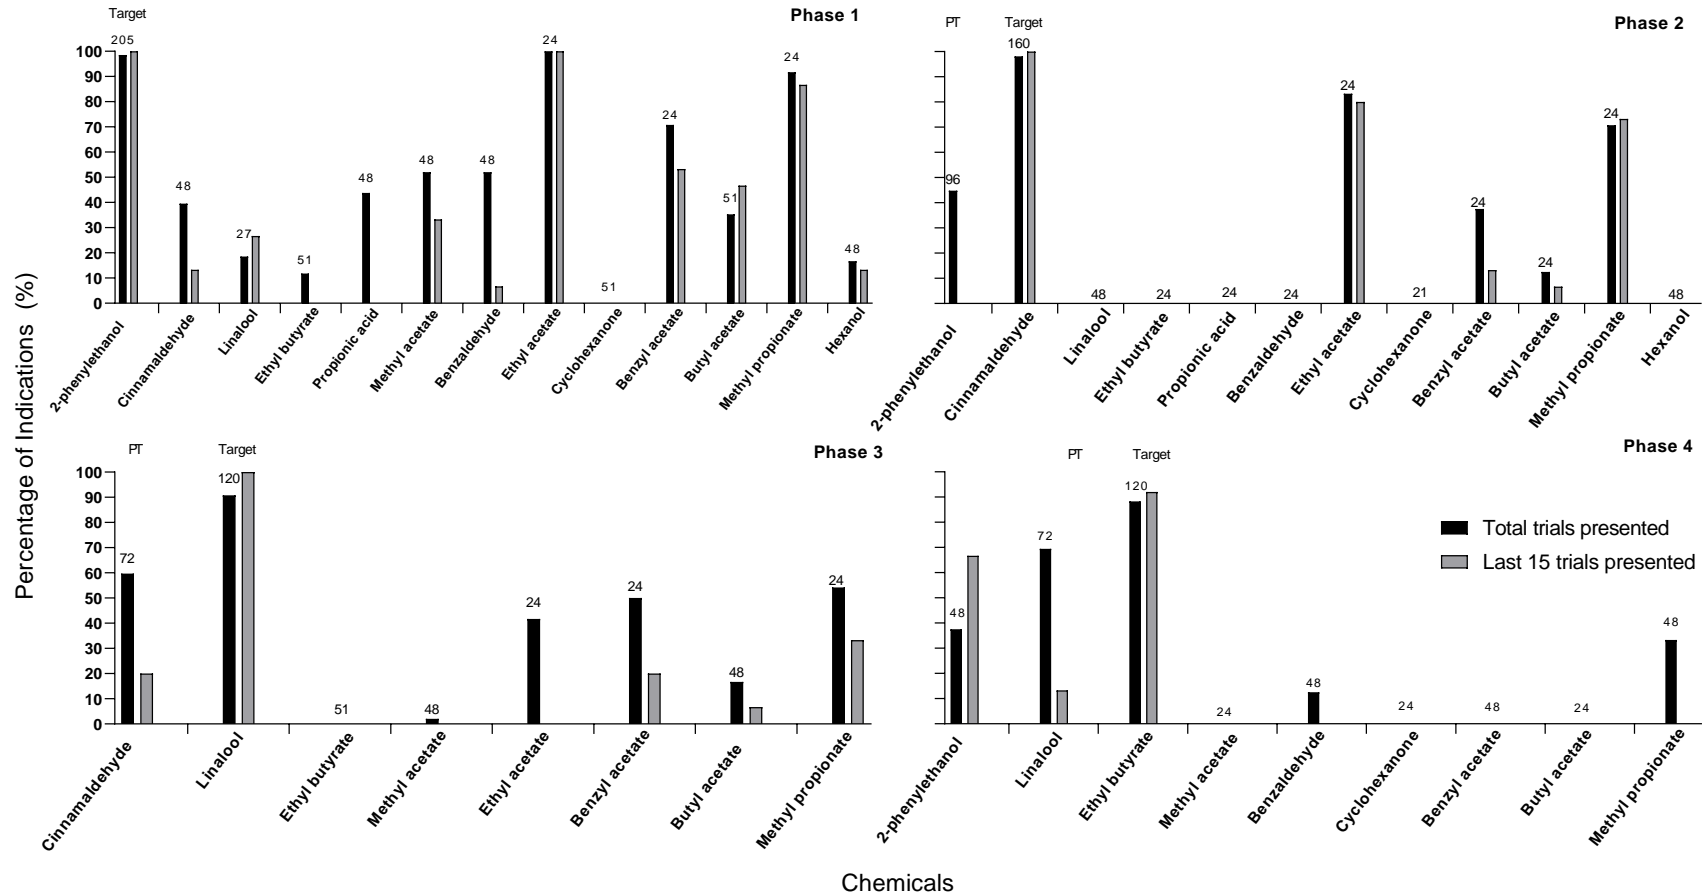 Percentage of Indications (%)
Target
Phase 1
205
48
27
51
48
48
48
24
51
24
51
24
48
100
90
80
70
60
50
40
30
20
10
0
2-phenylethanol
Cinnamaldehyde
Linalool
Ethyl butyrate
Propionic acid
Methyl acetate
Benzaldehyde
Ethyl acetate
Cyclohexanone
Benzyl acetate
Butyl acetate
Methyl propionate
Hexanol
PT
Target
Phase 2
96
160
48
24
24
24
24
21
24
24
24
48
2-phenylethanol
Cinnamaldehyde
Linalool
Ethyl butyrate
Propionic acid
Benzaldehyde
Ethyl acetate
Cyclohexanone
Benzyl acetate
Butyl acetate
Methyl propionate
Hexanol
PT
Target
Phase 3
72
120
51
48
24
24
48
24
100
90
80
70
60
50
40
30
20
10
0
Cinnamaldehyde
Linalool
Ethyl butyrate
Methyl acetate
Ethyl acetate
Benzyl acetate
Butyl acetate
Methyl propionate
PT
Target
Phase 4
48
72
120
24
48
24
48
24
48
Total trials presented
Last 15 trials presented
2-phenylethanol
Linalool
Ethyl butyrate
Methyl acetate
Benzaldehyde
Cyclohexanone
Benzyl acetate
Butyl acetate
Methyl propionate
Chemicals